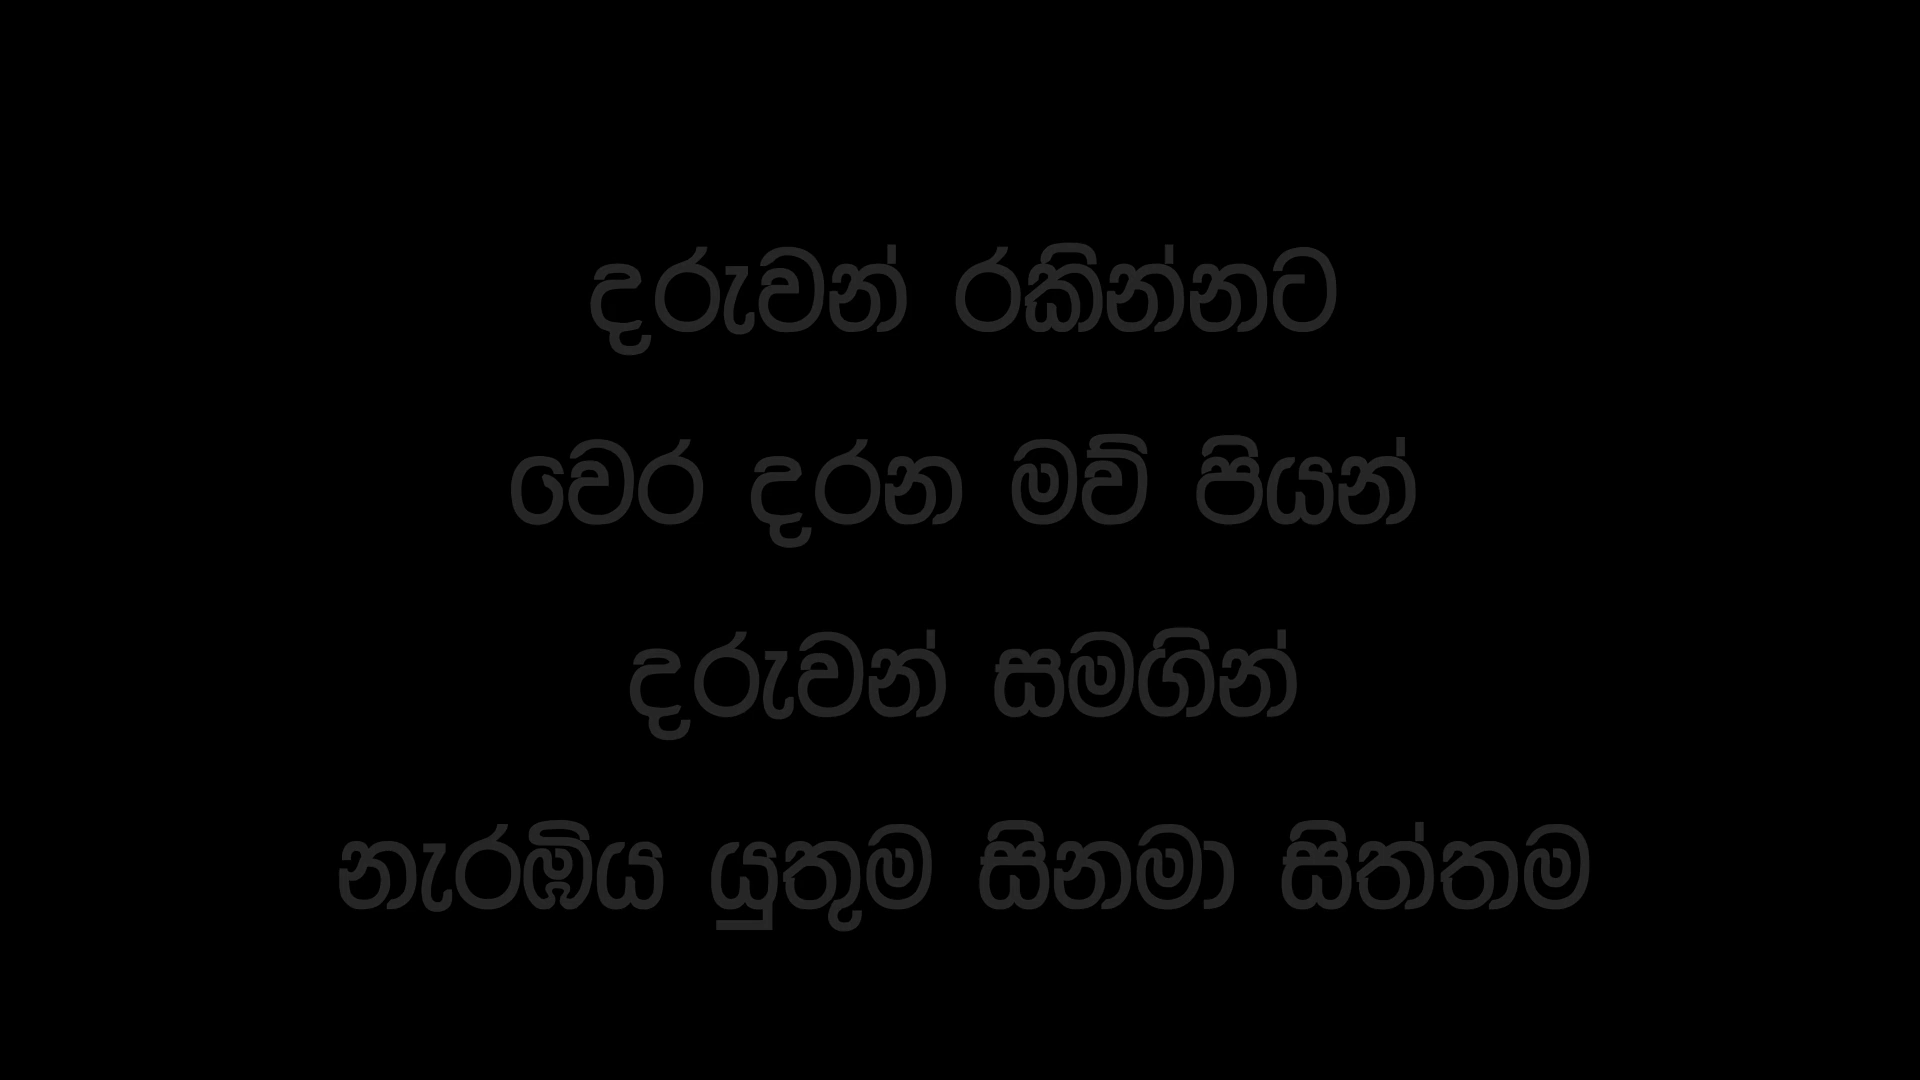 දරුවන් රකින්නට
වෙර දරන මව් පියන්
දරුවන් සමගින්
නැරඹිය යුතුම සිනමා සිත්තම